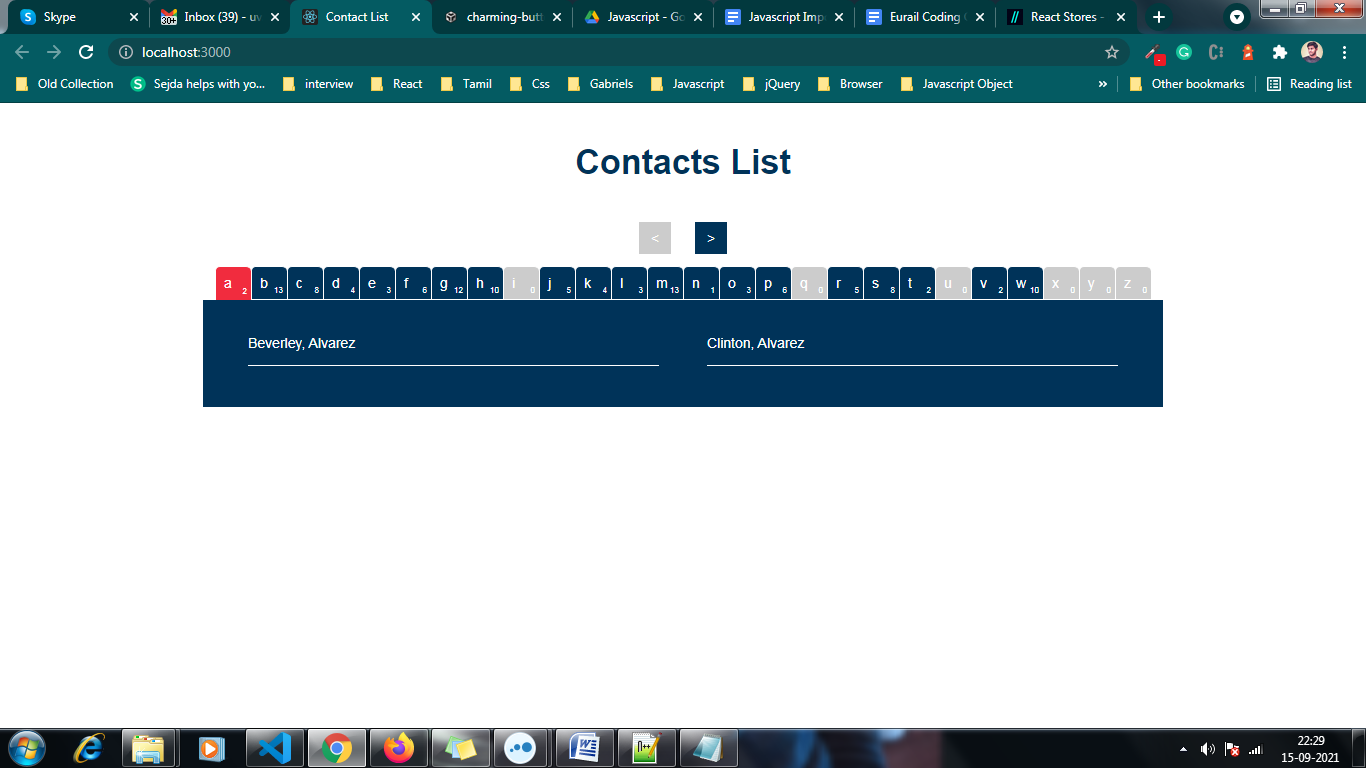 Skype Inbox (39) - uv Contact List charming-butt Javascript - Go Javascript Imp Eurail Coding React Stores -
localhost:3000
Old Collection Sejda helps with yo... interview React Tamil Css Gabriels Javascript jQuery Browser Javascript Object » Other bookmarks Reading list
Contacts List
< >
a 2 b 13 c 8 d 4 e 3 f 6 g 12 h 10 i 0 j 5 k 4 l 3 m 13 n 1 o 3 p 6 q 0 r 5 s 8 t 2 u 0 v 2 w 10 x 0 y 0 z 0
Beverley, Alvarez Clinton, Alvarez
22:29
15-09-2021